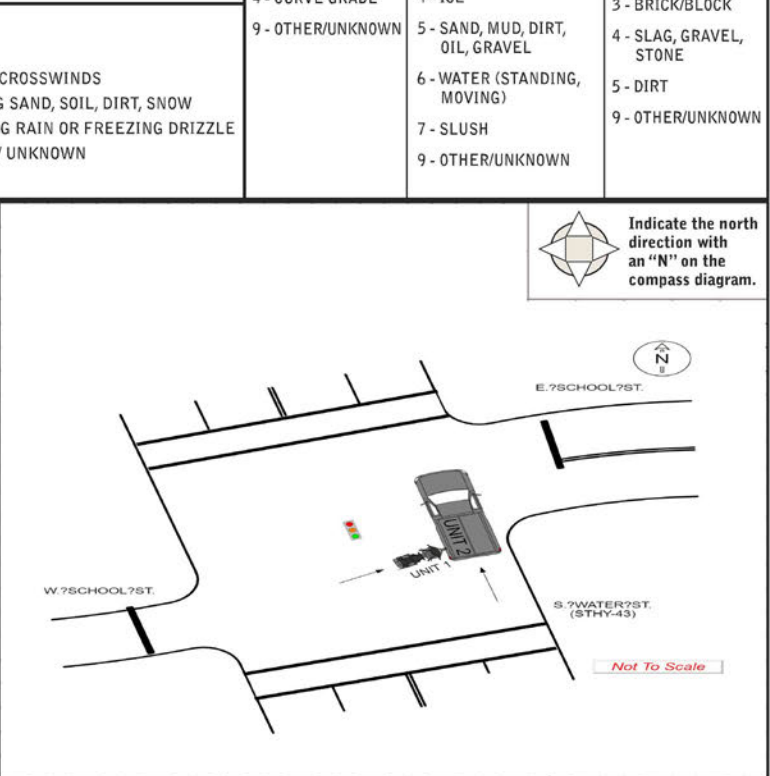 9 - OTHER/UNKNOWN
5 - SAND, MUD, DIRT,
OIL, GRAVEL
6 - WATER (STANDING,
MOVING)
7 - SLUSH
9 - OTHER/UNKNOWN
3 - BRICK/BLOCK
4 - SLAG, GRAVEL,
STONE
5 - DIRT
9 - OTHER/UNKNOWN
CROSSWINDS
G SAND, SOIL, DIRT, SNOW
G RAIN OR FREEZING DRIZZLE
/ UNKNOWN
Indicate the north
direction with
an “N” on the
compass diagram.
N
E.?SCHOOL?ST.
UNIT 2
UNIT 1
W.?SCHOOL?ST.
S.?WATER?ST.
(STHY-43)
Not To Scale